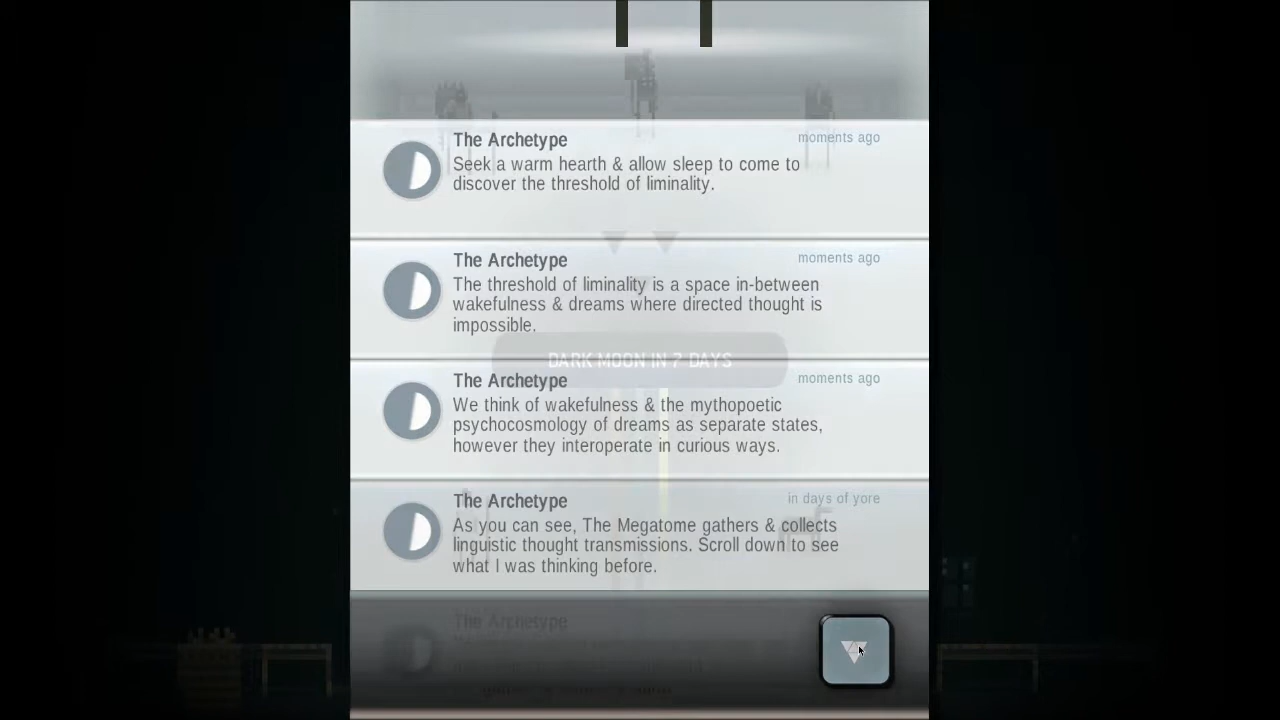 The Archetype
moments ago
Seek a warm hearth & allow sleep to come to
discover the threshold of liminality.
The Archetype
moments ago
The threshold of liminality is a space in-between
wakefulness & dreams where directed thought is
impossible.
DARK MOON IN 7 DAYS
The Archetype
moments ago
We think of wakefulness & the mythopoetic
psychocosmology of dreams as separate states,
however they interoperate in curious ways.
The Archetype
in days of yore
As you can see, The Megatome gathers & collects
linguistic thought transmissions. Scroll down to see
what I was thinking before.
The Archetype